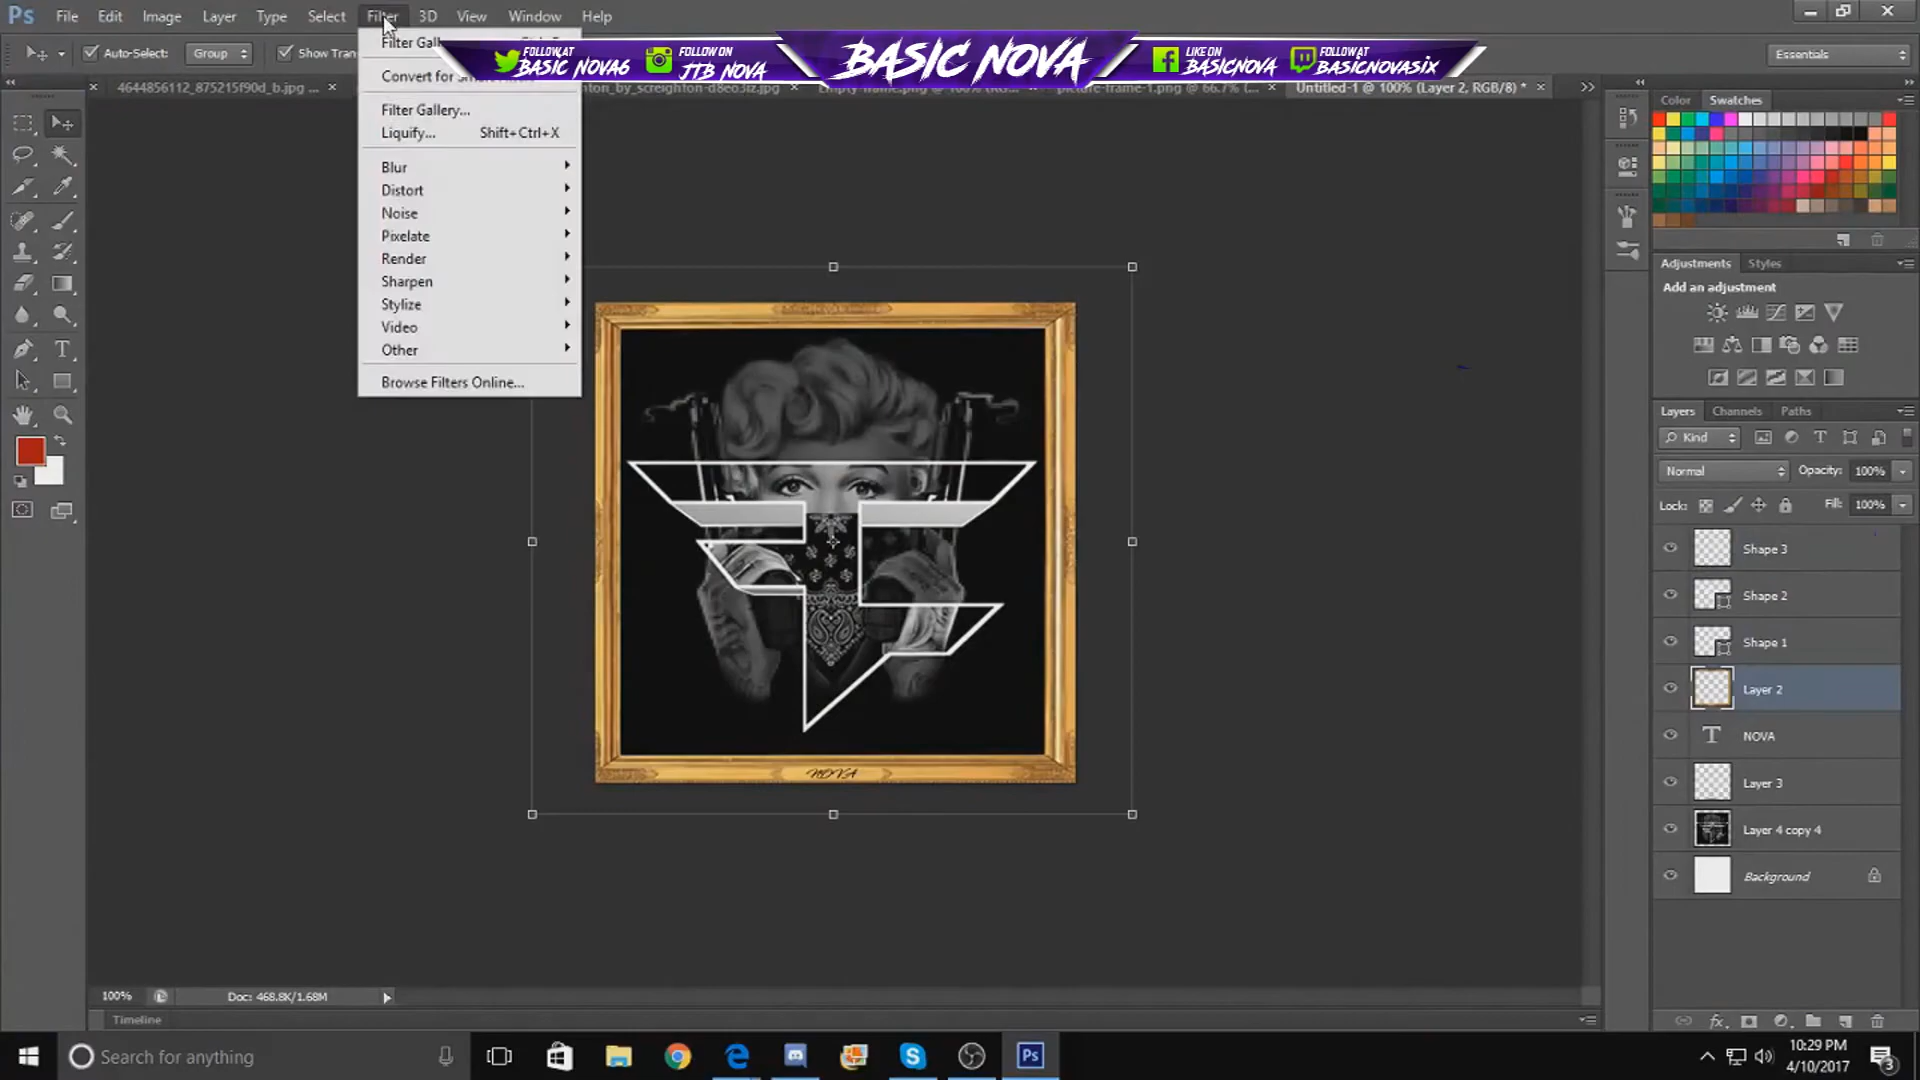 Ps File Edit Image Layer Type Select Filter 3D View Window Help
Auto-Select: Group Show Tran
Essentials
FOLLOW AT BASIC NOVA6
FOLLOW ON JTB NOVA
BASIC NOVA
LIKE ON BASICNOVA
FOLLOW AT BASICNOVASIX
4644856112_875215f90d_b.jpg ... ×
Untitled-1 @ 100% (Layer 2, RGB/8) * ×
Filter Gall
Convert for
Filter Gallery...
Liquify... Shift+Ctrl+X
Blur
Distort
Noise
Pixelate
Render
Sharpen
Stylize
Video
Other
Browse Filters Online...
NOVA
Color Swatches
Adjustments Styles
Add an adjustment
Layers Channels Paths
Kind
Normal Opacity: 100%
Lock: Fill: 100%
Shape 3
Shape 2
Shape 1
Layer 2
T NOVA
Layer 3
Layer 4 copy 4
Background
100% Doc: 468.8K/1.68M
Timeline
Search for anything
Ps
10:29 PM
4/10/2017
3